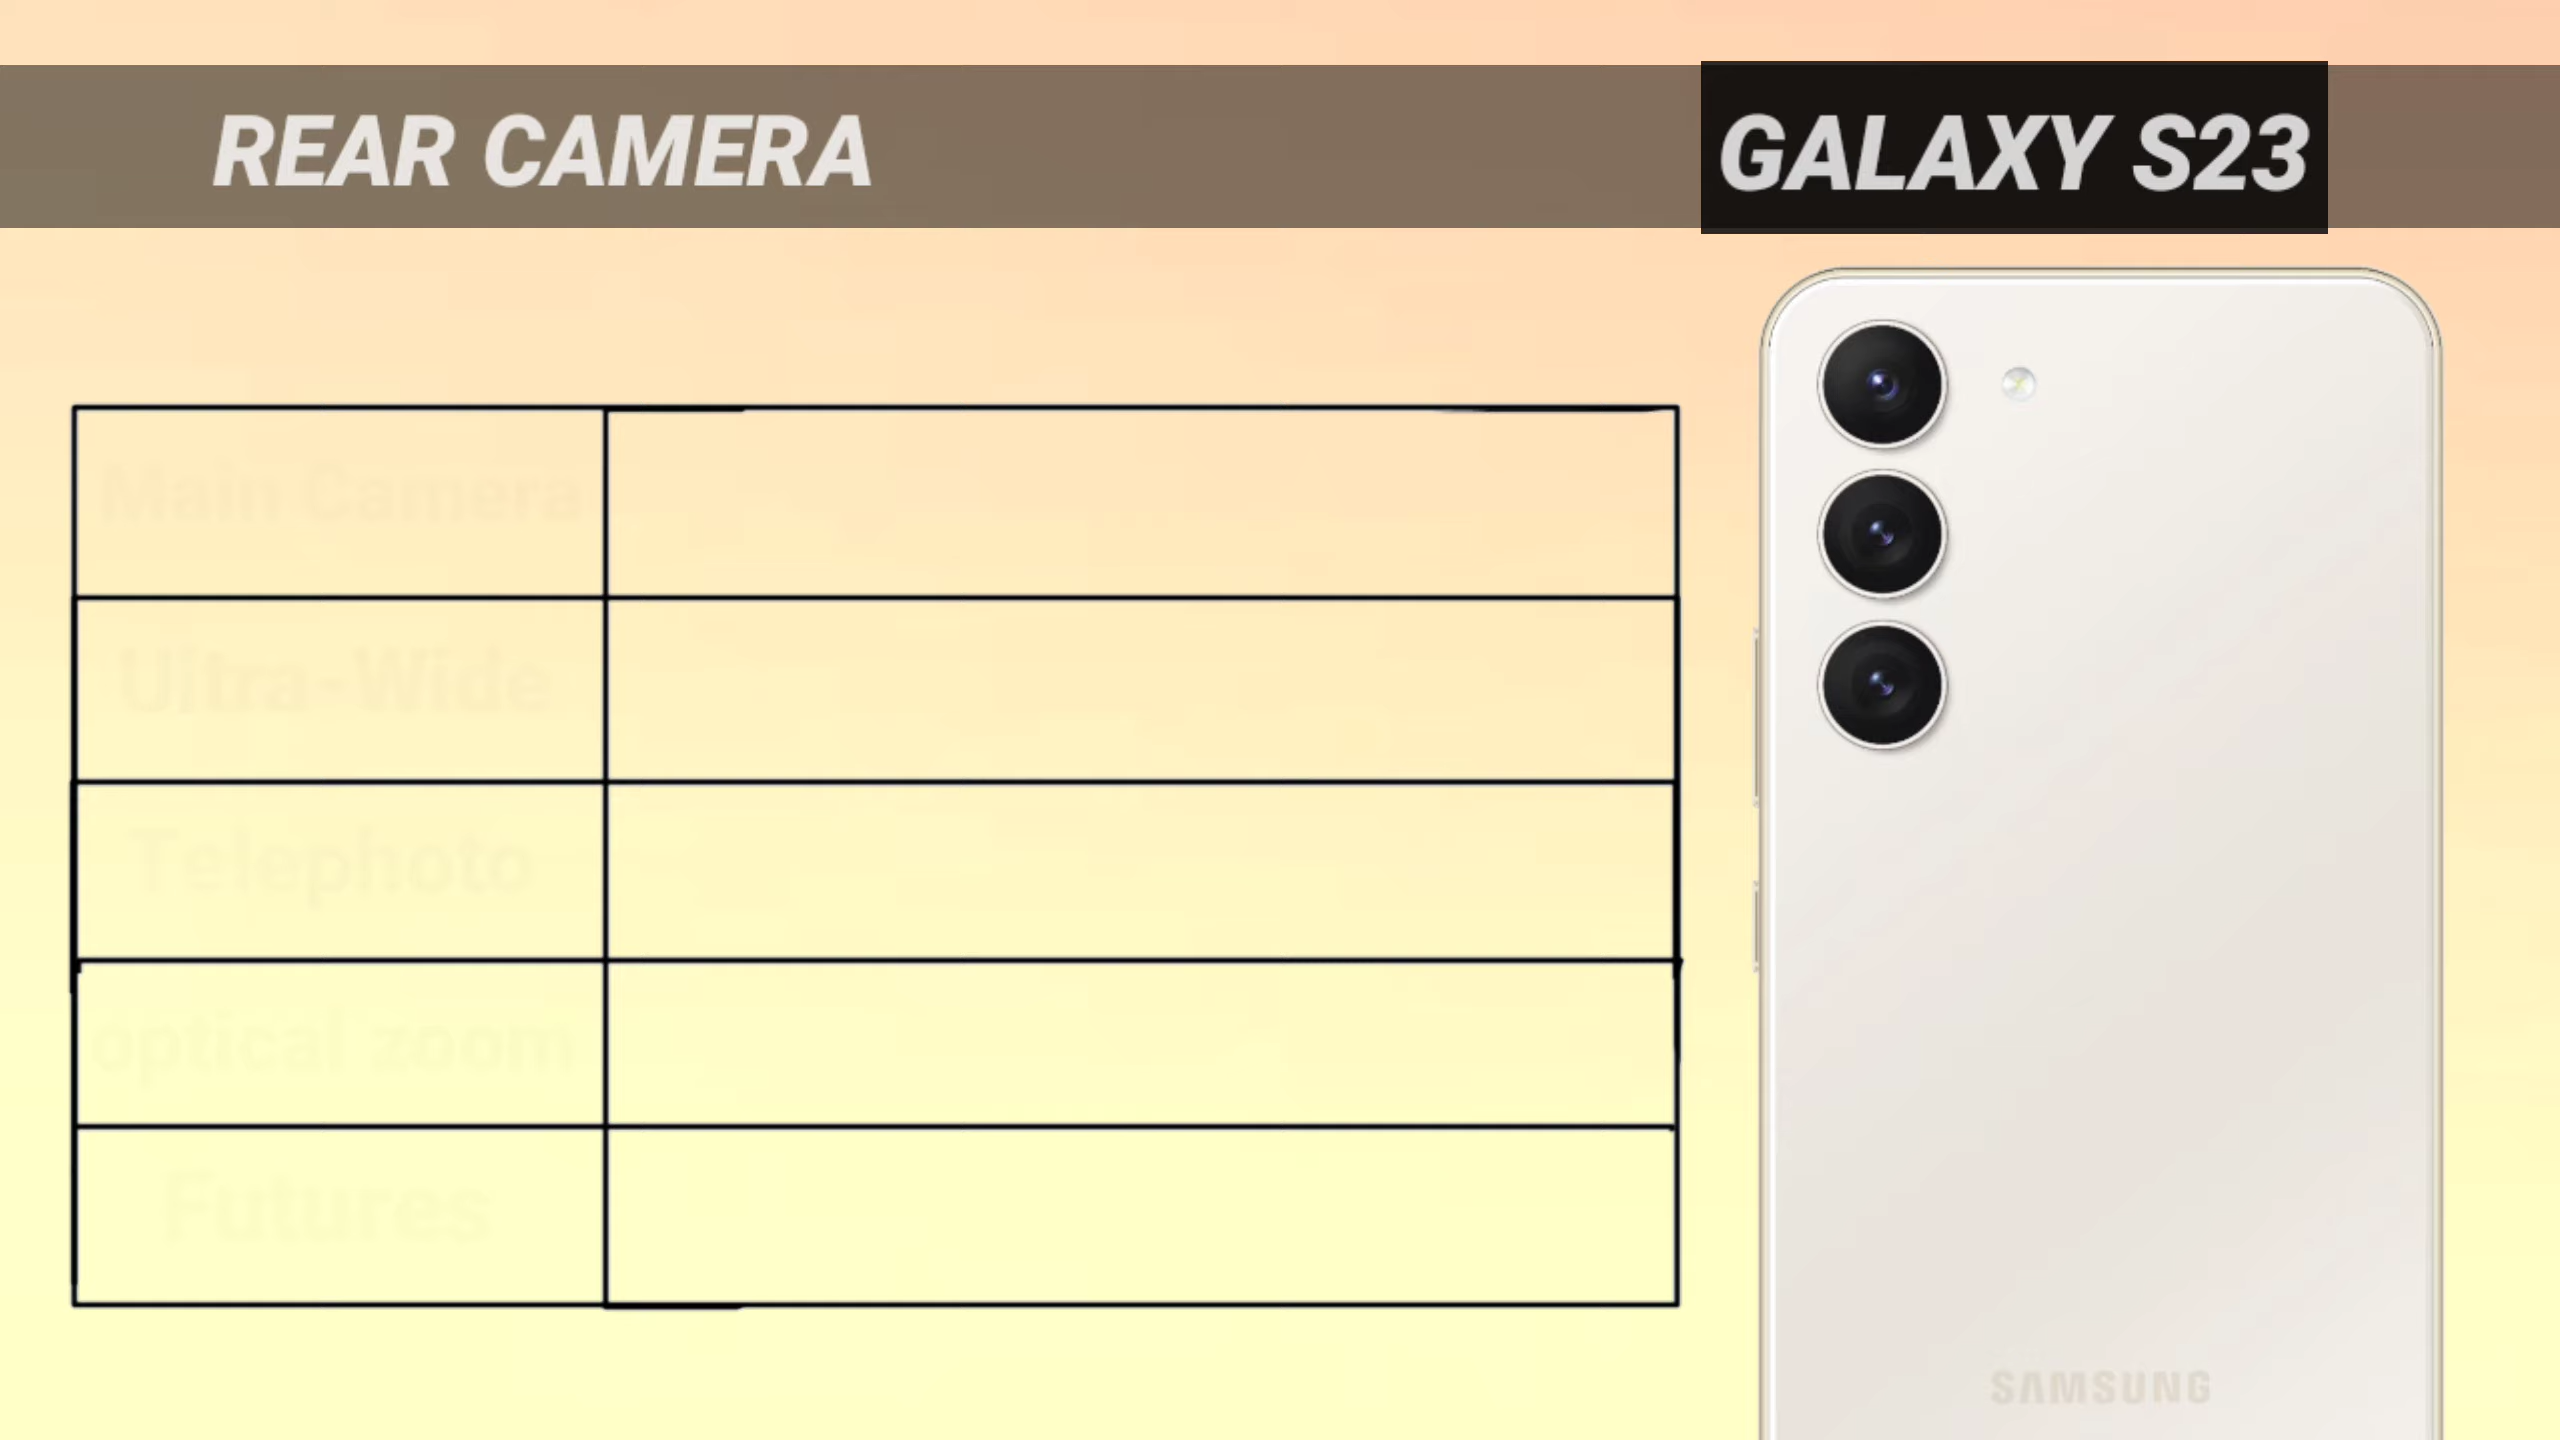 REAR CAMERA
GALAXY S23
Main Camera
Ultra-Wide
Telephoto
optical zoom
Futures
SAMSUNG